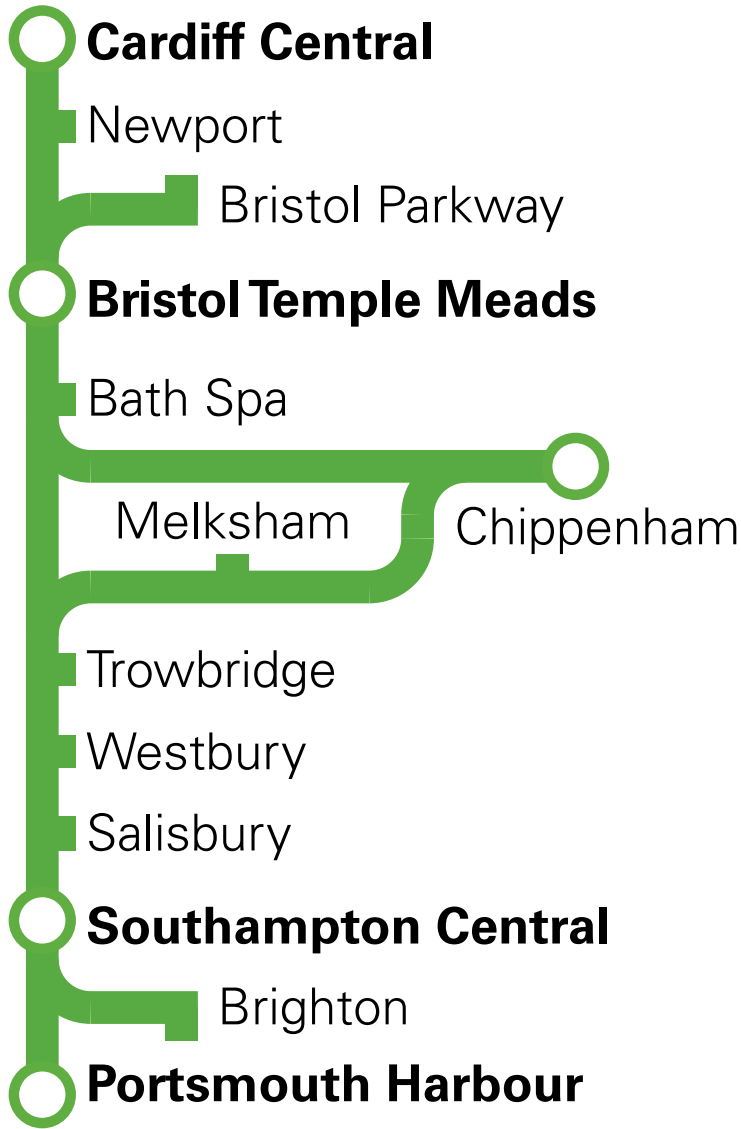 Cardiff Central
Newport
Bristol Parkway
Bristol Temple Meads
Bath Spa
Melksham
Chippenham
Trowbridge
Westbury
Salisbury
Southampton Central
Brighton
Portsmouth Harbour